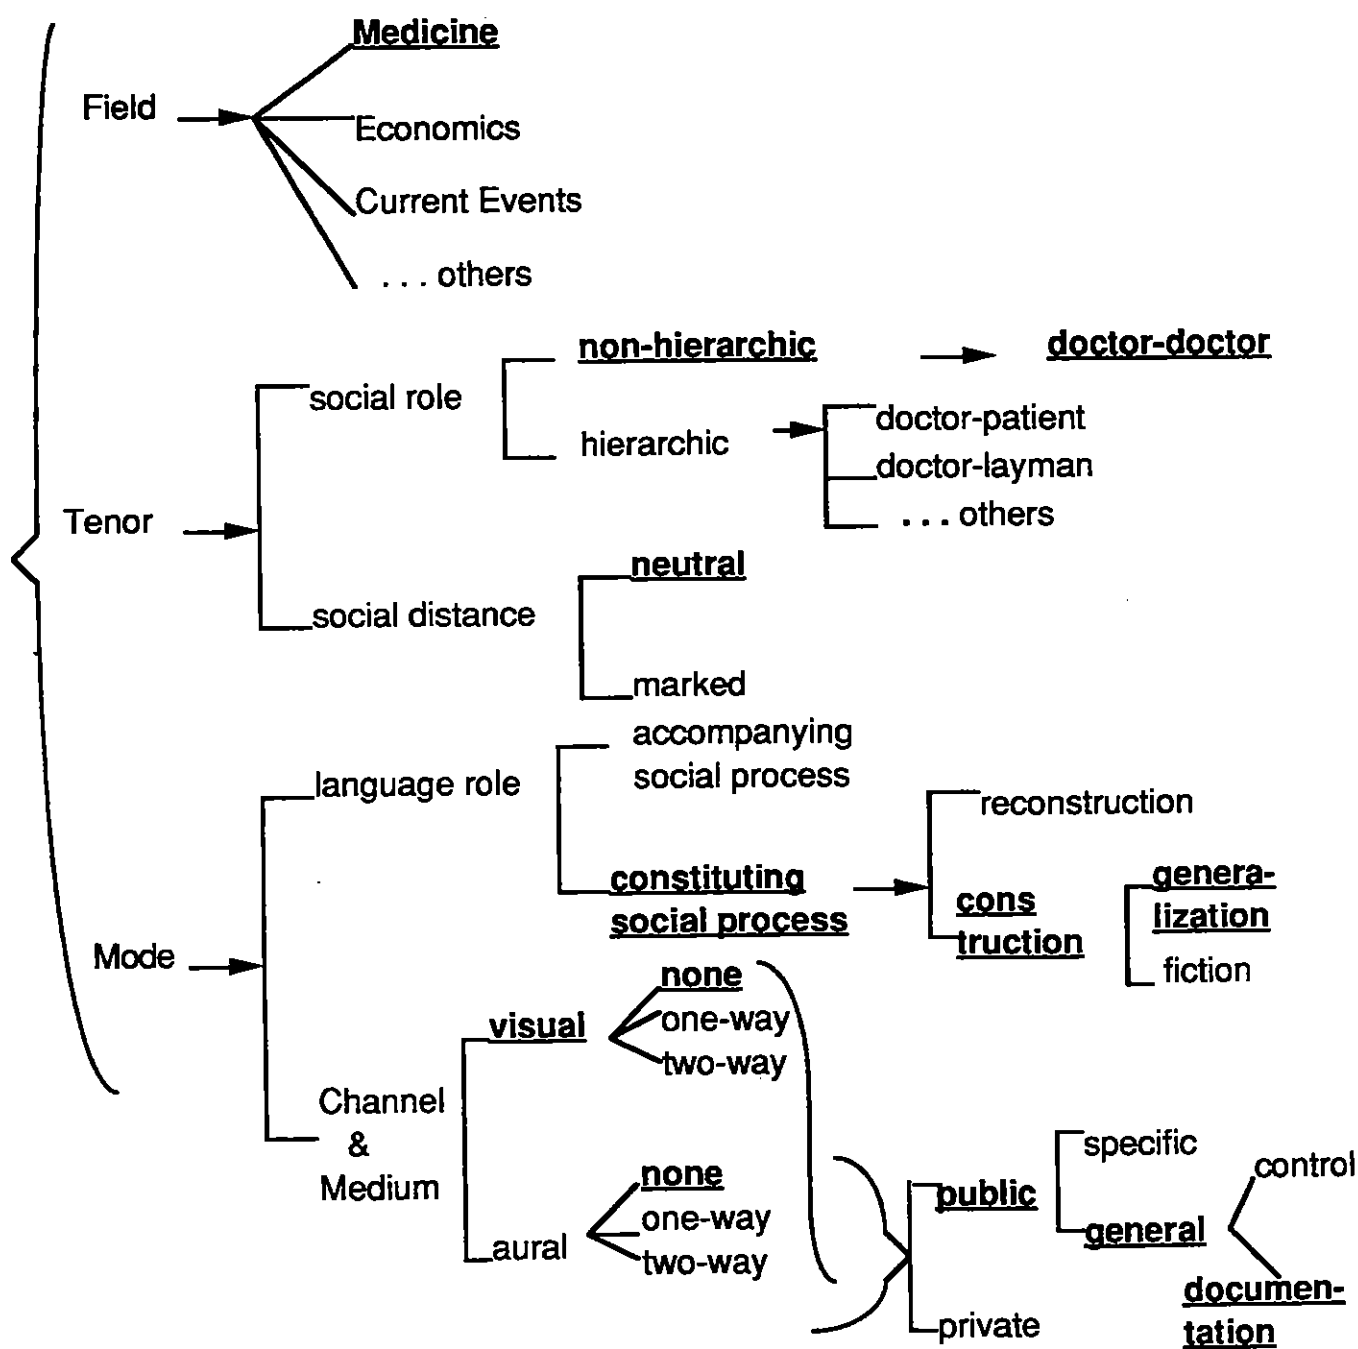 Medicine
Field
Economics
Current Events
. . . others
non-hierarchic
doctor-doctor
social role
hierarchic
doctor-patient
doctor-layman
. . . others
Tenor
neutral
social distance
marked
accompanying
social process
language role
reconstruction
constituting
social process
cons
truction
genera-
lization
fiction
Mode
none
visual
one-way
two-way
Channel
&
Medium
none
aural
one-way
two-way
specific
control
public
general
documen-
tation
private